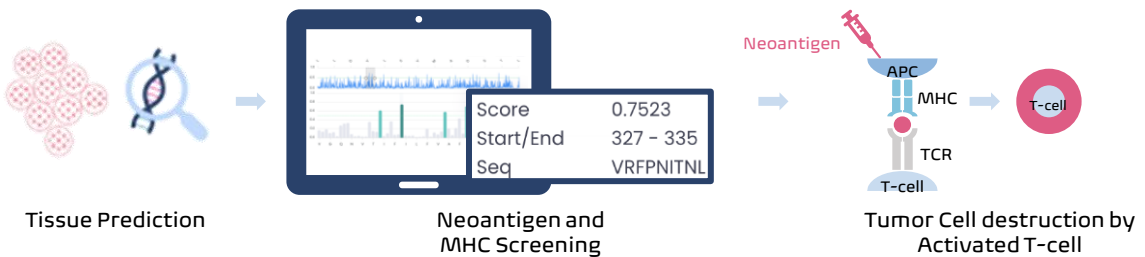 Score 0.7523
Start/End 327 - 335
Seq VRFPNITNL
Neoantigen
APC
MHC
TCR
T-cell
T-cell
Tissue Prediction
Neoantigen and
MHC Screening
Tumor Cell destruction by
Activated T-cell